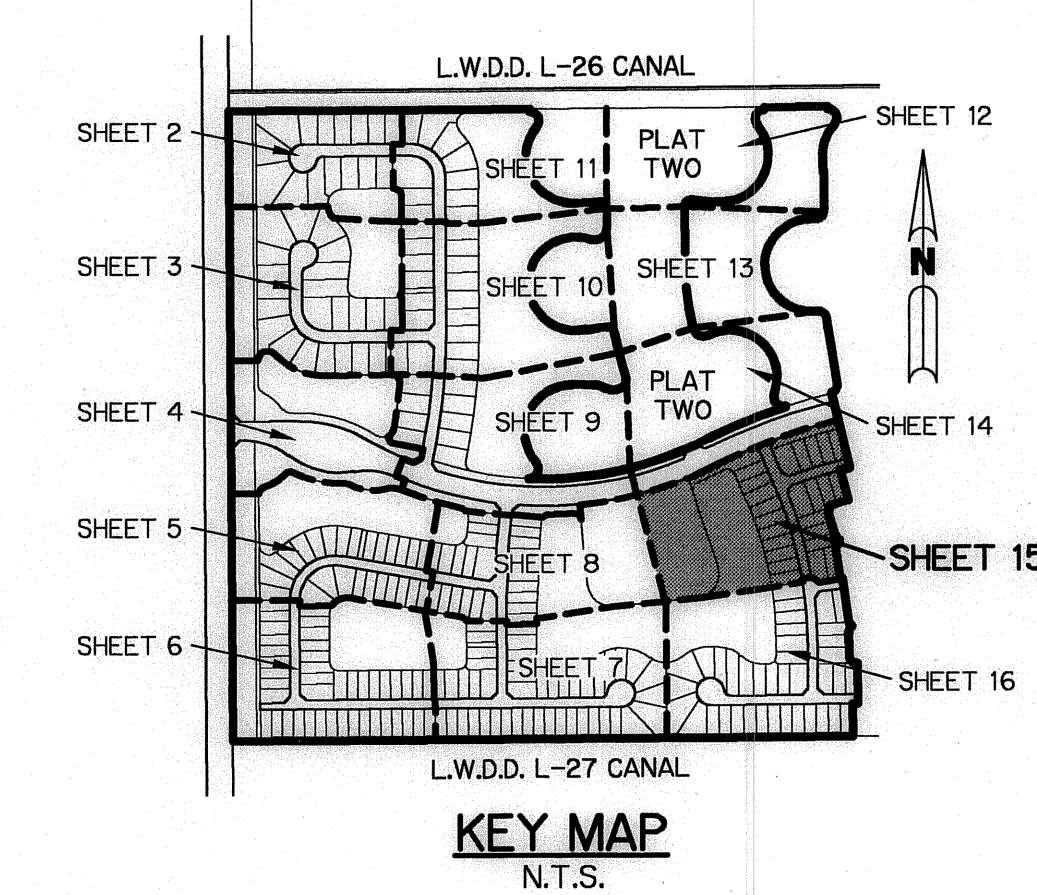 L.W.D.D. L-26 CANAL
SHEET 2
SHEET 11
PLAT
TWO
SHEET 12
SHEET 3
SHEET 10
SHEET 13
N
SHEET 4
SHEET 9
PLAT
TWO
SHEET 14
SHEET 5
SHEET 8
SHEET 15
SHEET 6
SHEET 7
SHEET 16
L.W.D.D. L-27 CANAL
KEY MAP
N.T.S.